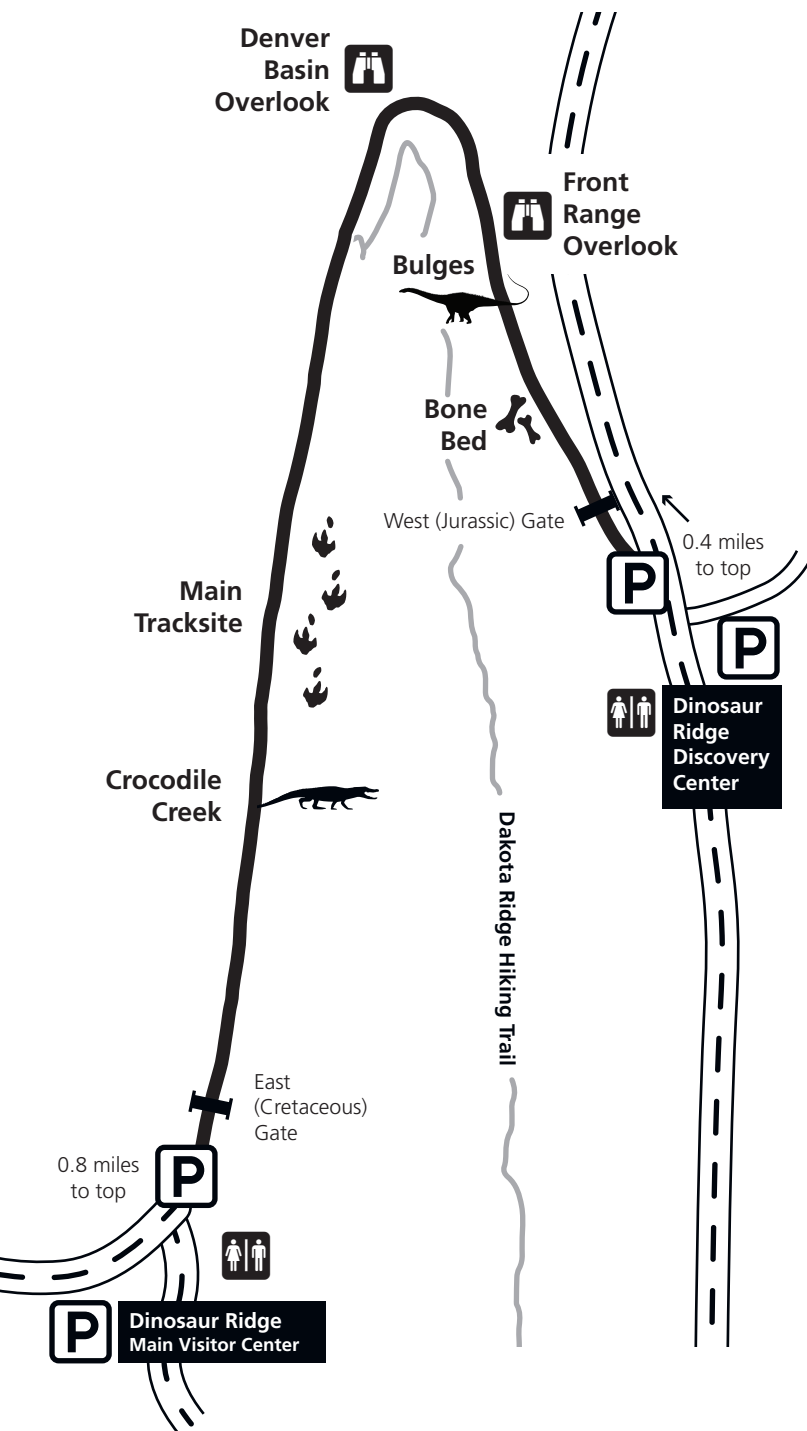 Denver
Basin
Overlook
Front
Range
Overlook
Bulges
Bone
Bed
West (Jurassic) Gate
0.4 miles
to top
P
Main
Tracksite
P
Dinosaur
Ridge
Discovery
Center
Crocodile
Creek
Dakota Ridge Hiking Trail
East
(Cretaceous)
Gate
0.8 miles
to top
P
P
Dinosaur Ridge
Main Visitor Center